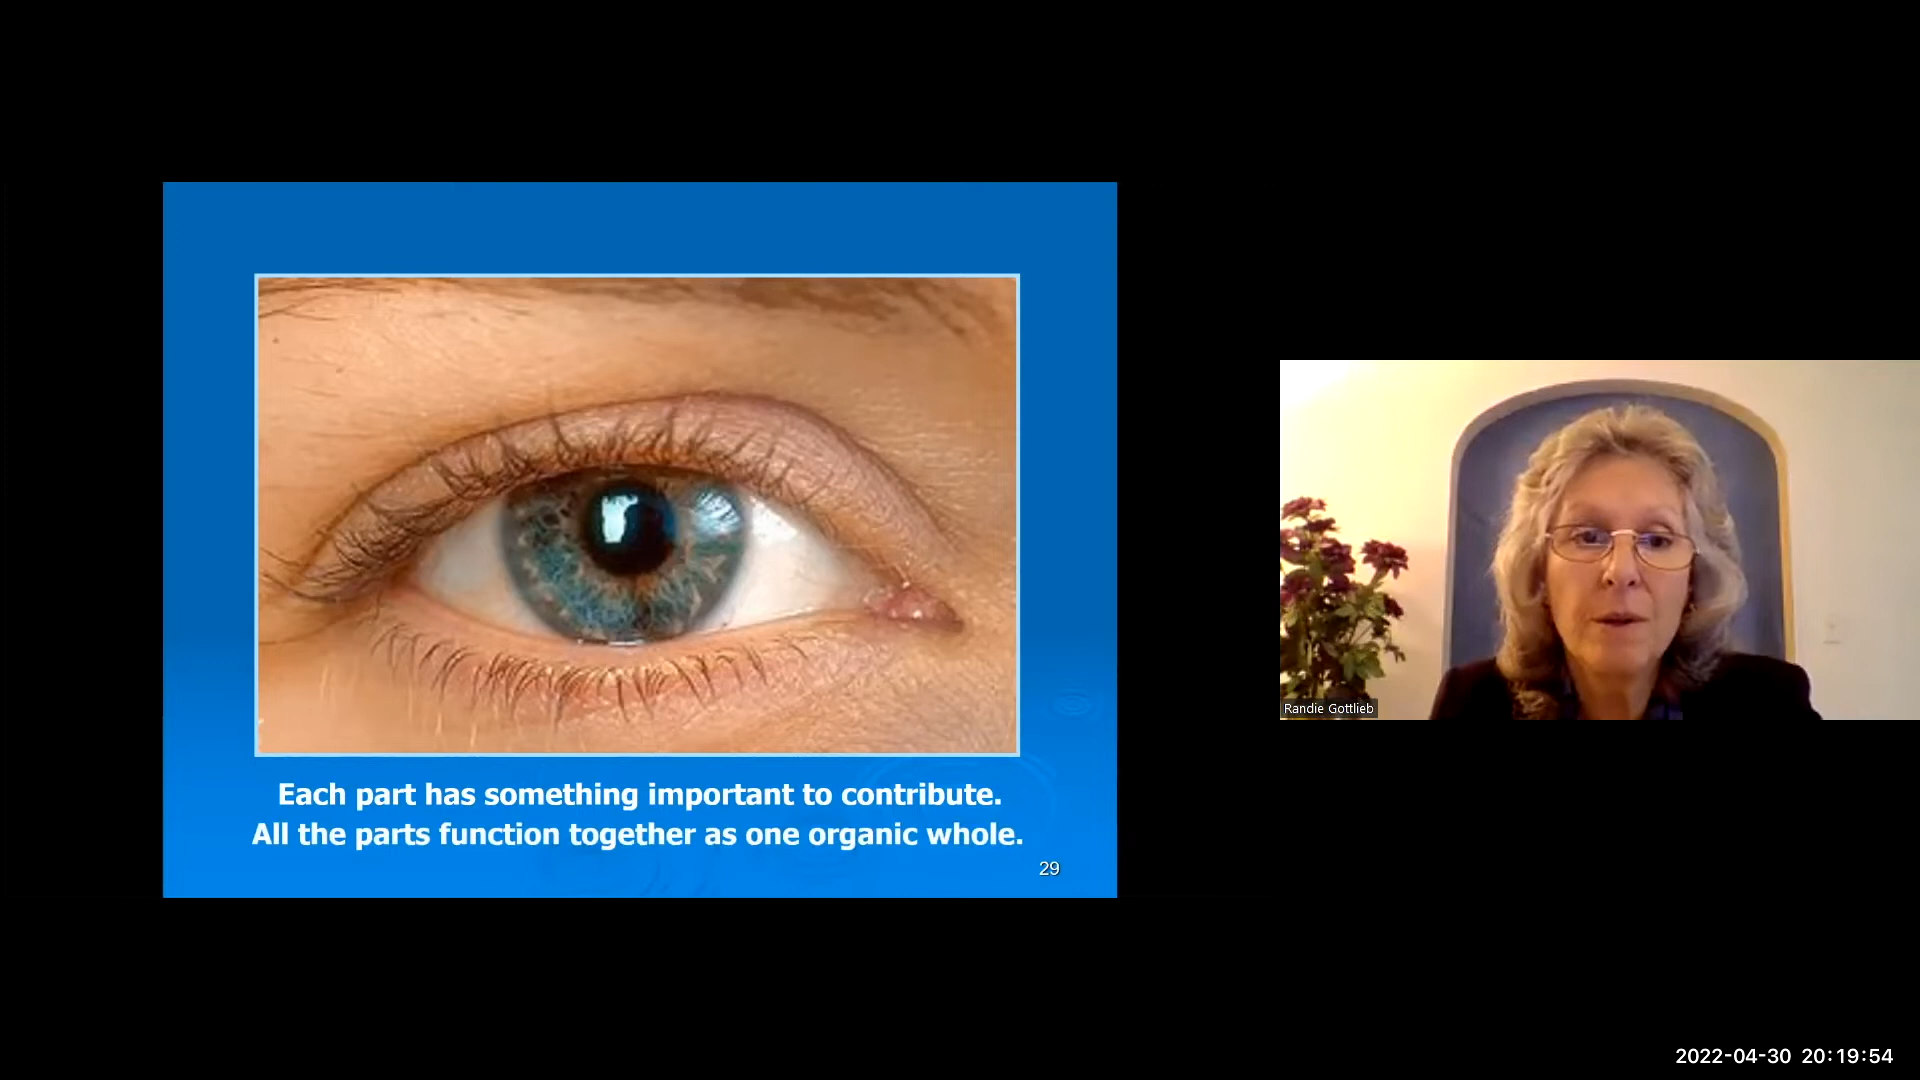 Each part has something important to contribute.
All the parts function together as one organic whole.
29
Randie Gottlieb
2022-04-30 20:19:54